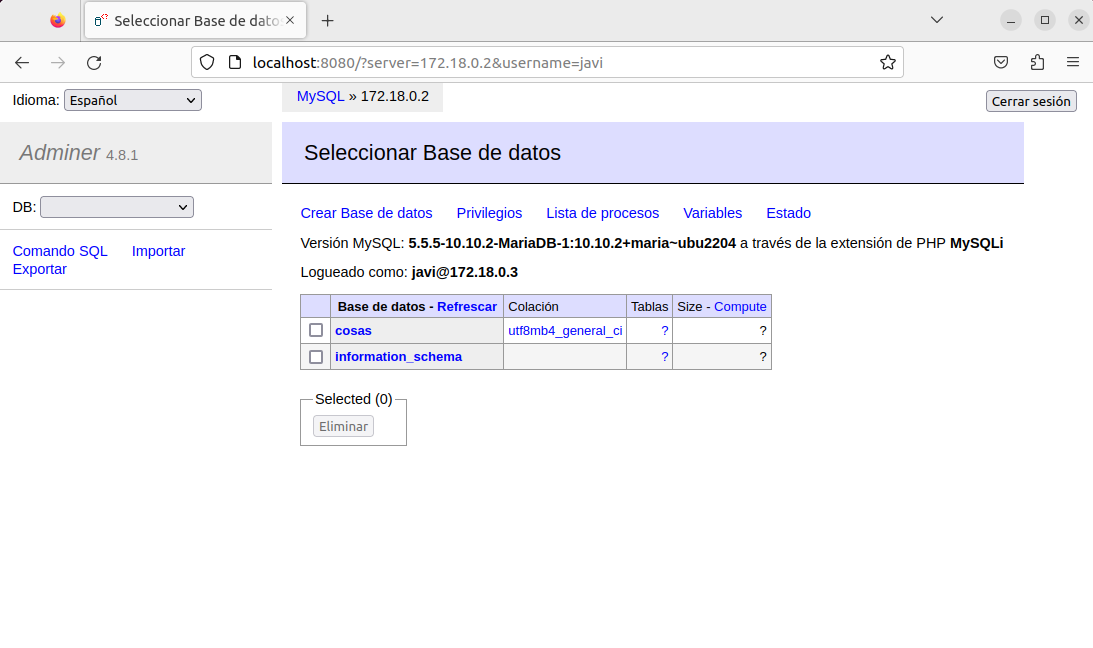 Seleccionar Base de dato
localhost:8080/?server=172.18.0.2&username=javi
Idioma: Español
MySQL » 172.18.0.2
Cerrar sesión
Adminer 4.8.1
Seleccionar Base de datos
DB:
Comando SQL Importar
Exportar
Crear Base de datos Privilegios Lista de procesos Variables Estado
Versión MySQL: 5.5.5-10.10.2-MariaDB-1:10.10.2+maria~ubu2204 a través de la extensión de PHP MySQLi
Logueado como: javi@172.18.0.3
Base de datos - Refrescar Colación Tablas Size - Compute
cosas utf8mb4_general_ci ? ?
information_schema ? ?
Selected (0)
Eliminar